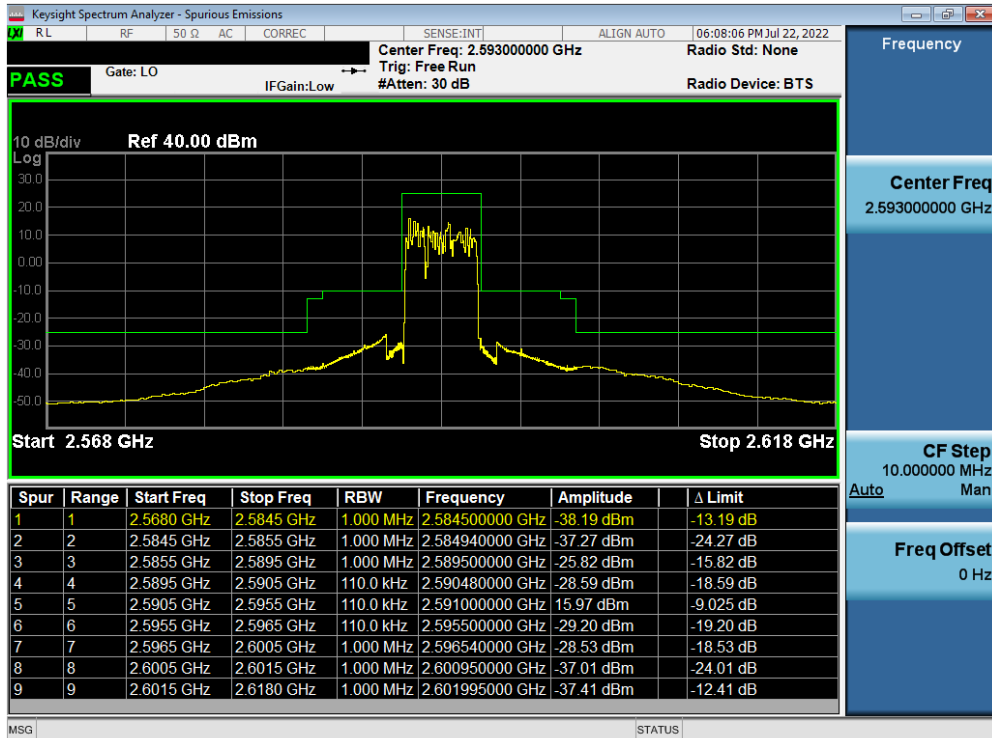 Keysight Spectrum Analyzer - Spurious Emissions
LXI RL RF 50 Ω AC CORREC SENSE:INT ALIGN AUTO 06:08:06 PM Jul 22, 2022
Center Freq: 2.593000000 GHz Radio Std: None
PASS Gate: LO Trig: Free Run
IFGain:Low #Atten: 30 dB Radio Device: BTS
10 dB/div Ref 40.00 dBm
Log
30.0
20.0
10.0
0.00
-10.0
-20.0
-30.0
-40.0
-50.0
Start 2.568 GHz Stop 2.618 GHz
Spur Range Start Freq Stop Freq RBW Frequency Amplitude Δ Limit
1 1 2.5680 GHz 2.5845 GHz 1.000 MHz 2.584500000 GHz -38.19 dBm -13.19 dB
2 2 2.5845 GHz 2.5855 GHz 1.000 MHz 2.584940000 GHz -37.27 dBm -24.27 dB
3 3 2.5855 GHz 2.5895 GHz 1.000 MHz 2.589500000 GHz -25.82 dBm -15.82 dB
4 4 2.5895 GHz 2.5905 GHz 110.0 kHz 2.590480000 GHz -28.59 dBm -18.59 dB
5 5 2.5905 GHz 2.5955 GHz 110.0 kHz 2.591000000 GHz 15.97 dBm -9.025 dB
6 6 2.5955 GHz 2.5965 GHz 110.0 kHz 2.595500000 GHz -29.20 dBm -19.20 dB
7 7 2.5965 GHz 2.6005 GHz 1.000 MHz 2.596540000 GHz -28.53 dBm -18.53 dB
8 8 2.6005 GHz 2.6015 GHz 1.000 MHz 2.600950000 GHz -37.01 dBm -24.01 dB
9 9 2.6015 GHz 2.6180 GHz 1.000 MHz 2.601995000 GHz -37.41 dBm -12.41 dB
MSG STATUS
Frequency
Center Freq
2.593000000 GHz
CF Step
10.000000 MHz
Auto Man
Freq Offset
0 Hz